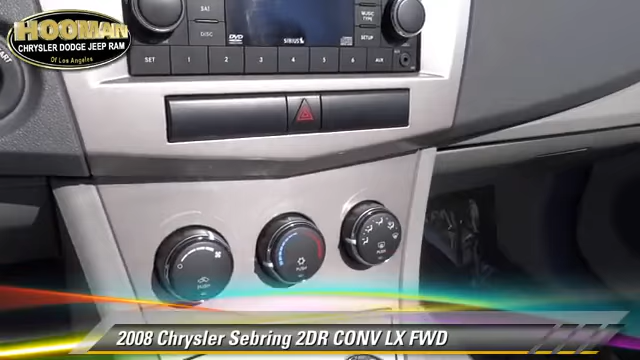 HOOMAN
CHRYSLER DODGE JEEP RAM
Of Los Angeles
SAT
DISC
DVD
SIRIUS
MUSIC
TYPE
SETUP
SET 1 2 3 4 5 6 AUX
PUSH
PUSH
PUSH
2008 Chrysler Sebring 2DR CONV LX FWD